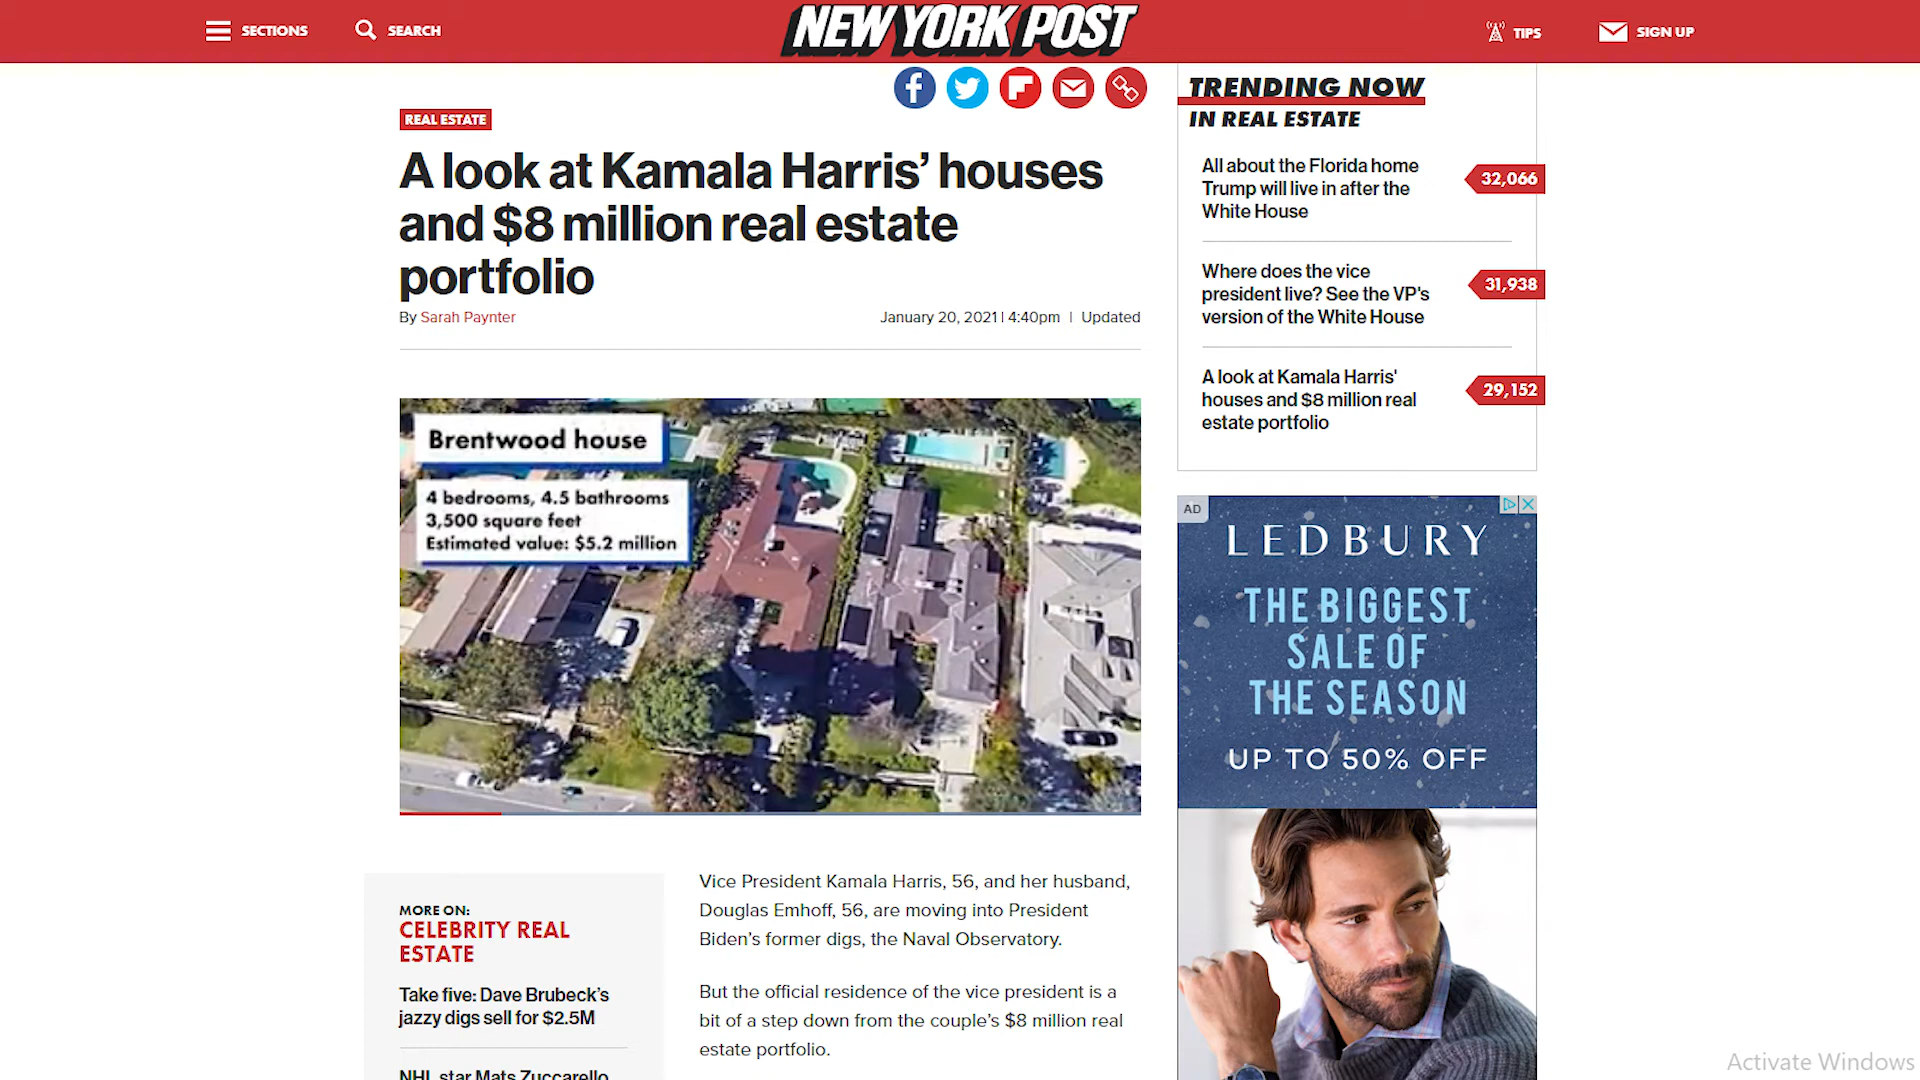 SECTIONS
SEARCH
NEW YORK POST
TIPS
SIGN UP
REAL ESTATE
A look at Kamala Harris’ houses
and $8 million real estate
portfolio
By Sarah Paynter
January 20, 2021 | 4:40pm | Updated
Brentwood house
4 bedrooms, 4.5 bathrooms
3,500 square feet
Estimated value: $5.2 million
MORE ON:
CELEBRITY REAL
ESTATE
Take five: Dave Brubeck’s
jazzy digs sell for $2.5M
NHL star Mats Zuccarello
Vice President Kamala Harris, 56, and her husband,
Douglas Emhoff, 56, are moving into President
Biden’s former digs, the Naval Observatory.
But the official residence of the vice president is a
bit of a step down from the couple’s $8 million real
estate portfolio.
TRENDING NOW
IN REAL ESTATE
All about the Florida home
Trump will live in after the
White House
32,066
Where does the vice
president live? See the VP's
version of the White House
31,938
A look at Kamala Harris'
houses and $8 million real
estate portfolio
29,152
AD
LEDBURY
THE BIGGEST
SALE OF
THE SEASON
UP TO 50% OFF
Activate Windows